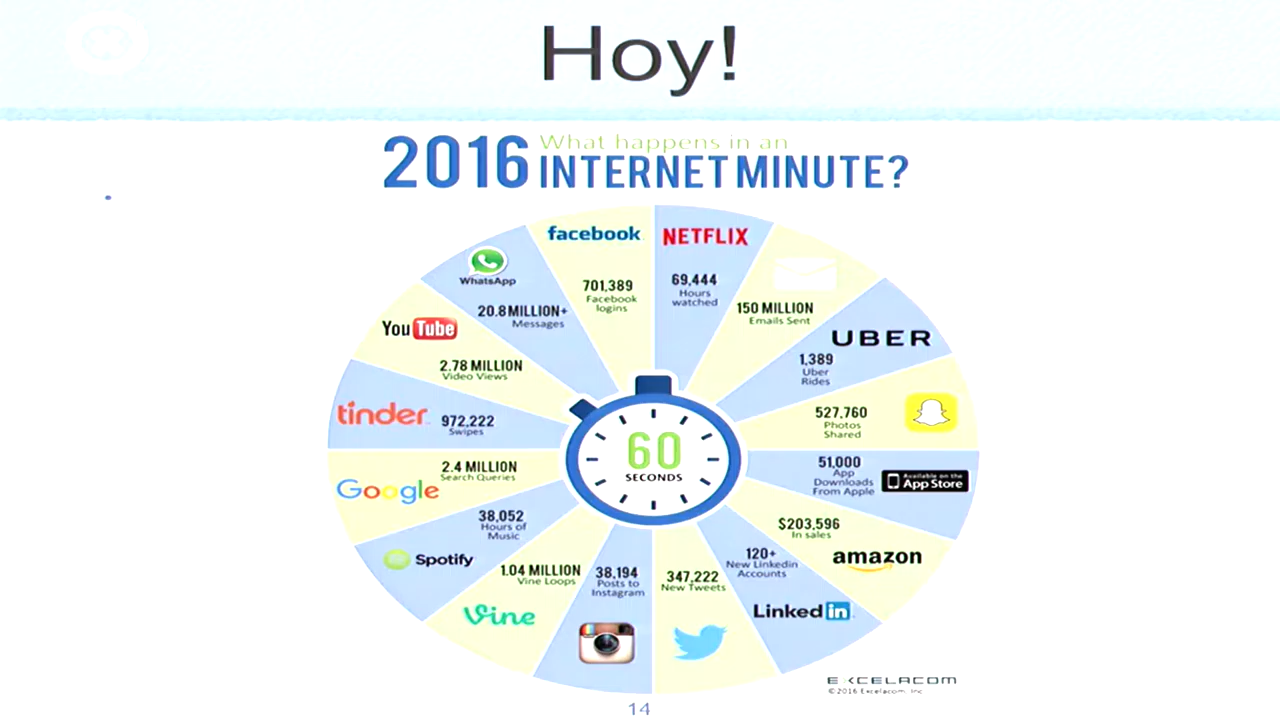 Hoy!
2016
What happens in an
INTERNET MINUTE?
facebook
701,389
Facebook
logins
NETFLIX
69,444
Hours
watched
150 MILLION
Emails Sent
UBER
1,389
Uber
Rides
527,760
Photos
Shared
51,000
App
Downloads
From Apple
Available on the
App Store
$203,596
In sales
amazon
120+
New Linkedin
Accounts
Linked in
347,222
New Tweets
38,194
Posts to
Instagram
1.04 MILLION
Vine Loops
Vine
38,052
Hours of
Music
Spotify
2.4 MILLION
Search Queries
Google
tinder
972,222
Swipes
YouTube
2.78 MILLION
Video Views
WhatsApp
20.8 MILLION+
Messages
60
SECONDS
EXCELACOM
©2016 Excelacom, Inc.
14